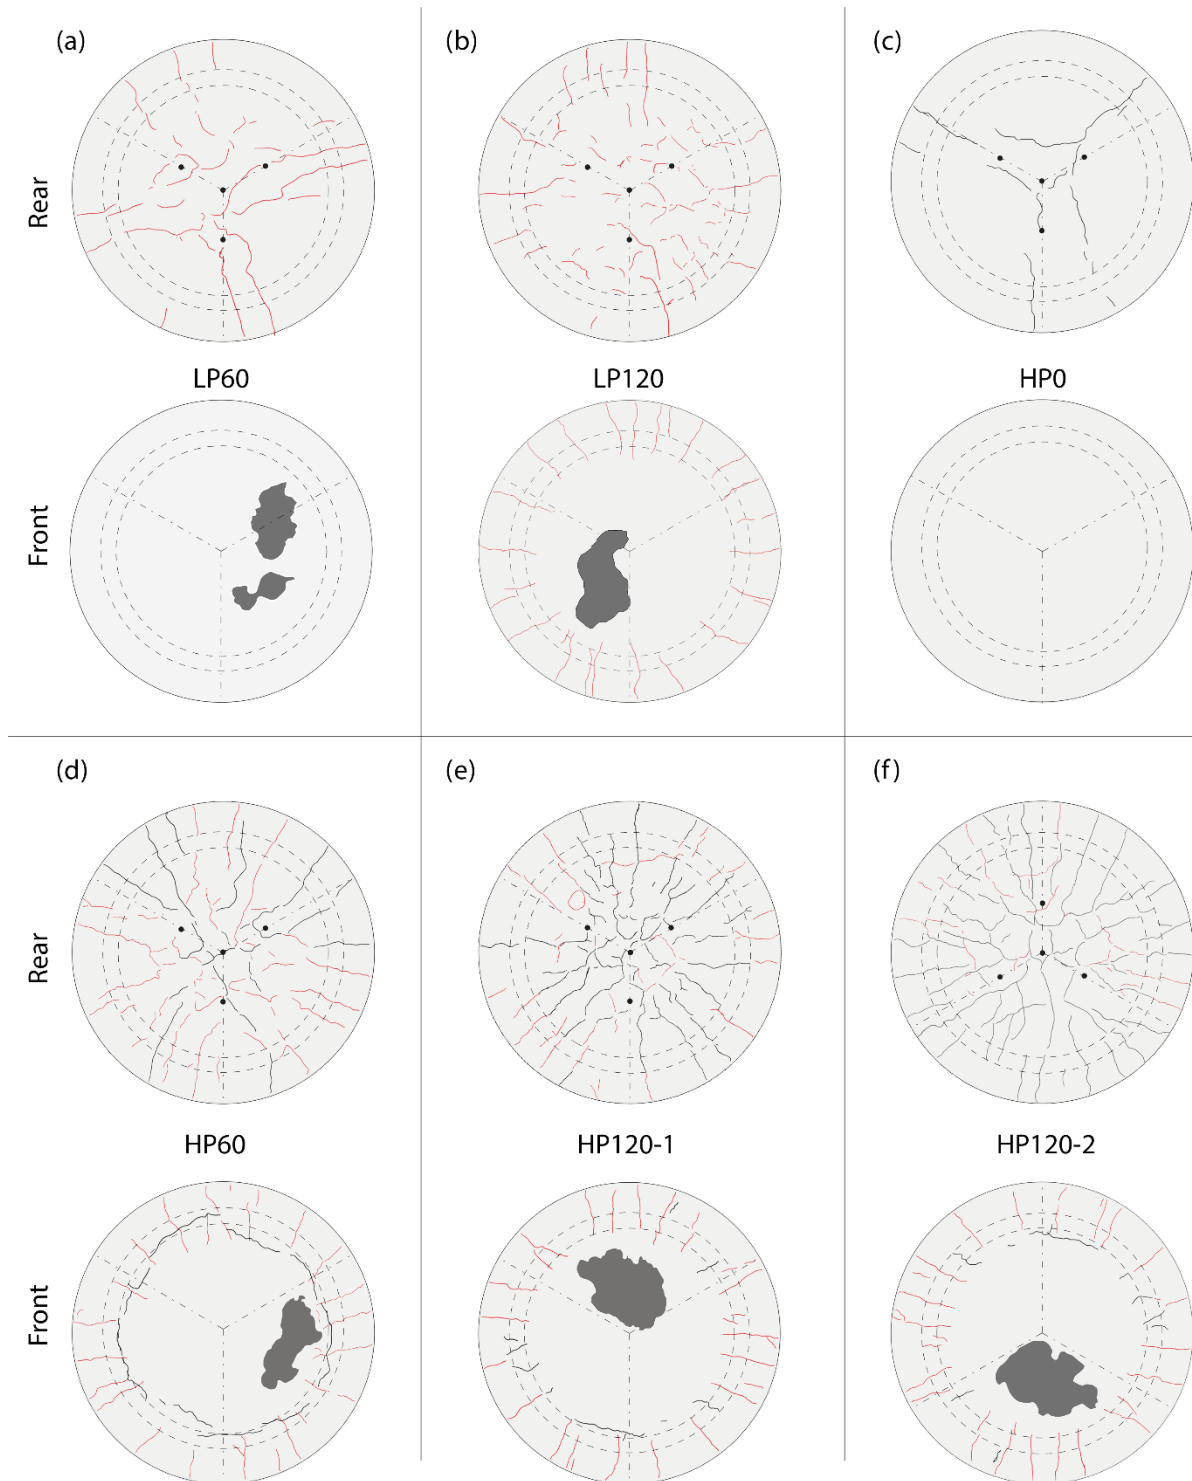 (a)
(b)
(c)
Rear
LP60
LP120
HP0
Front
(d)
(e)
(f)
Rear
HP60
HP120-1
HP120-2
Front